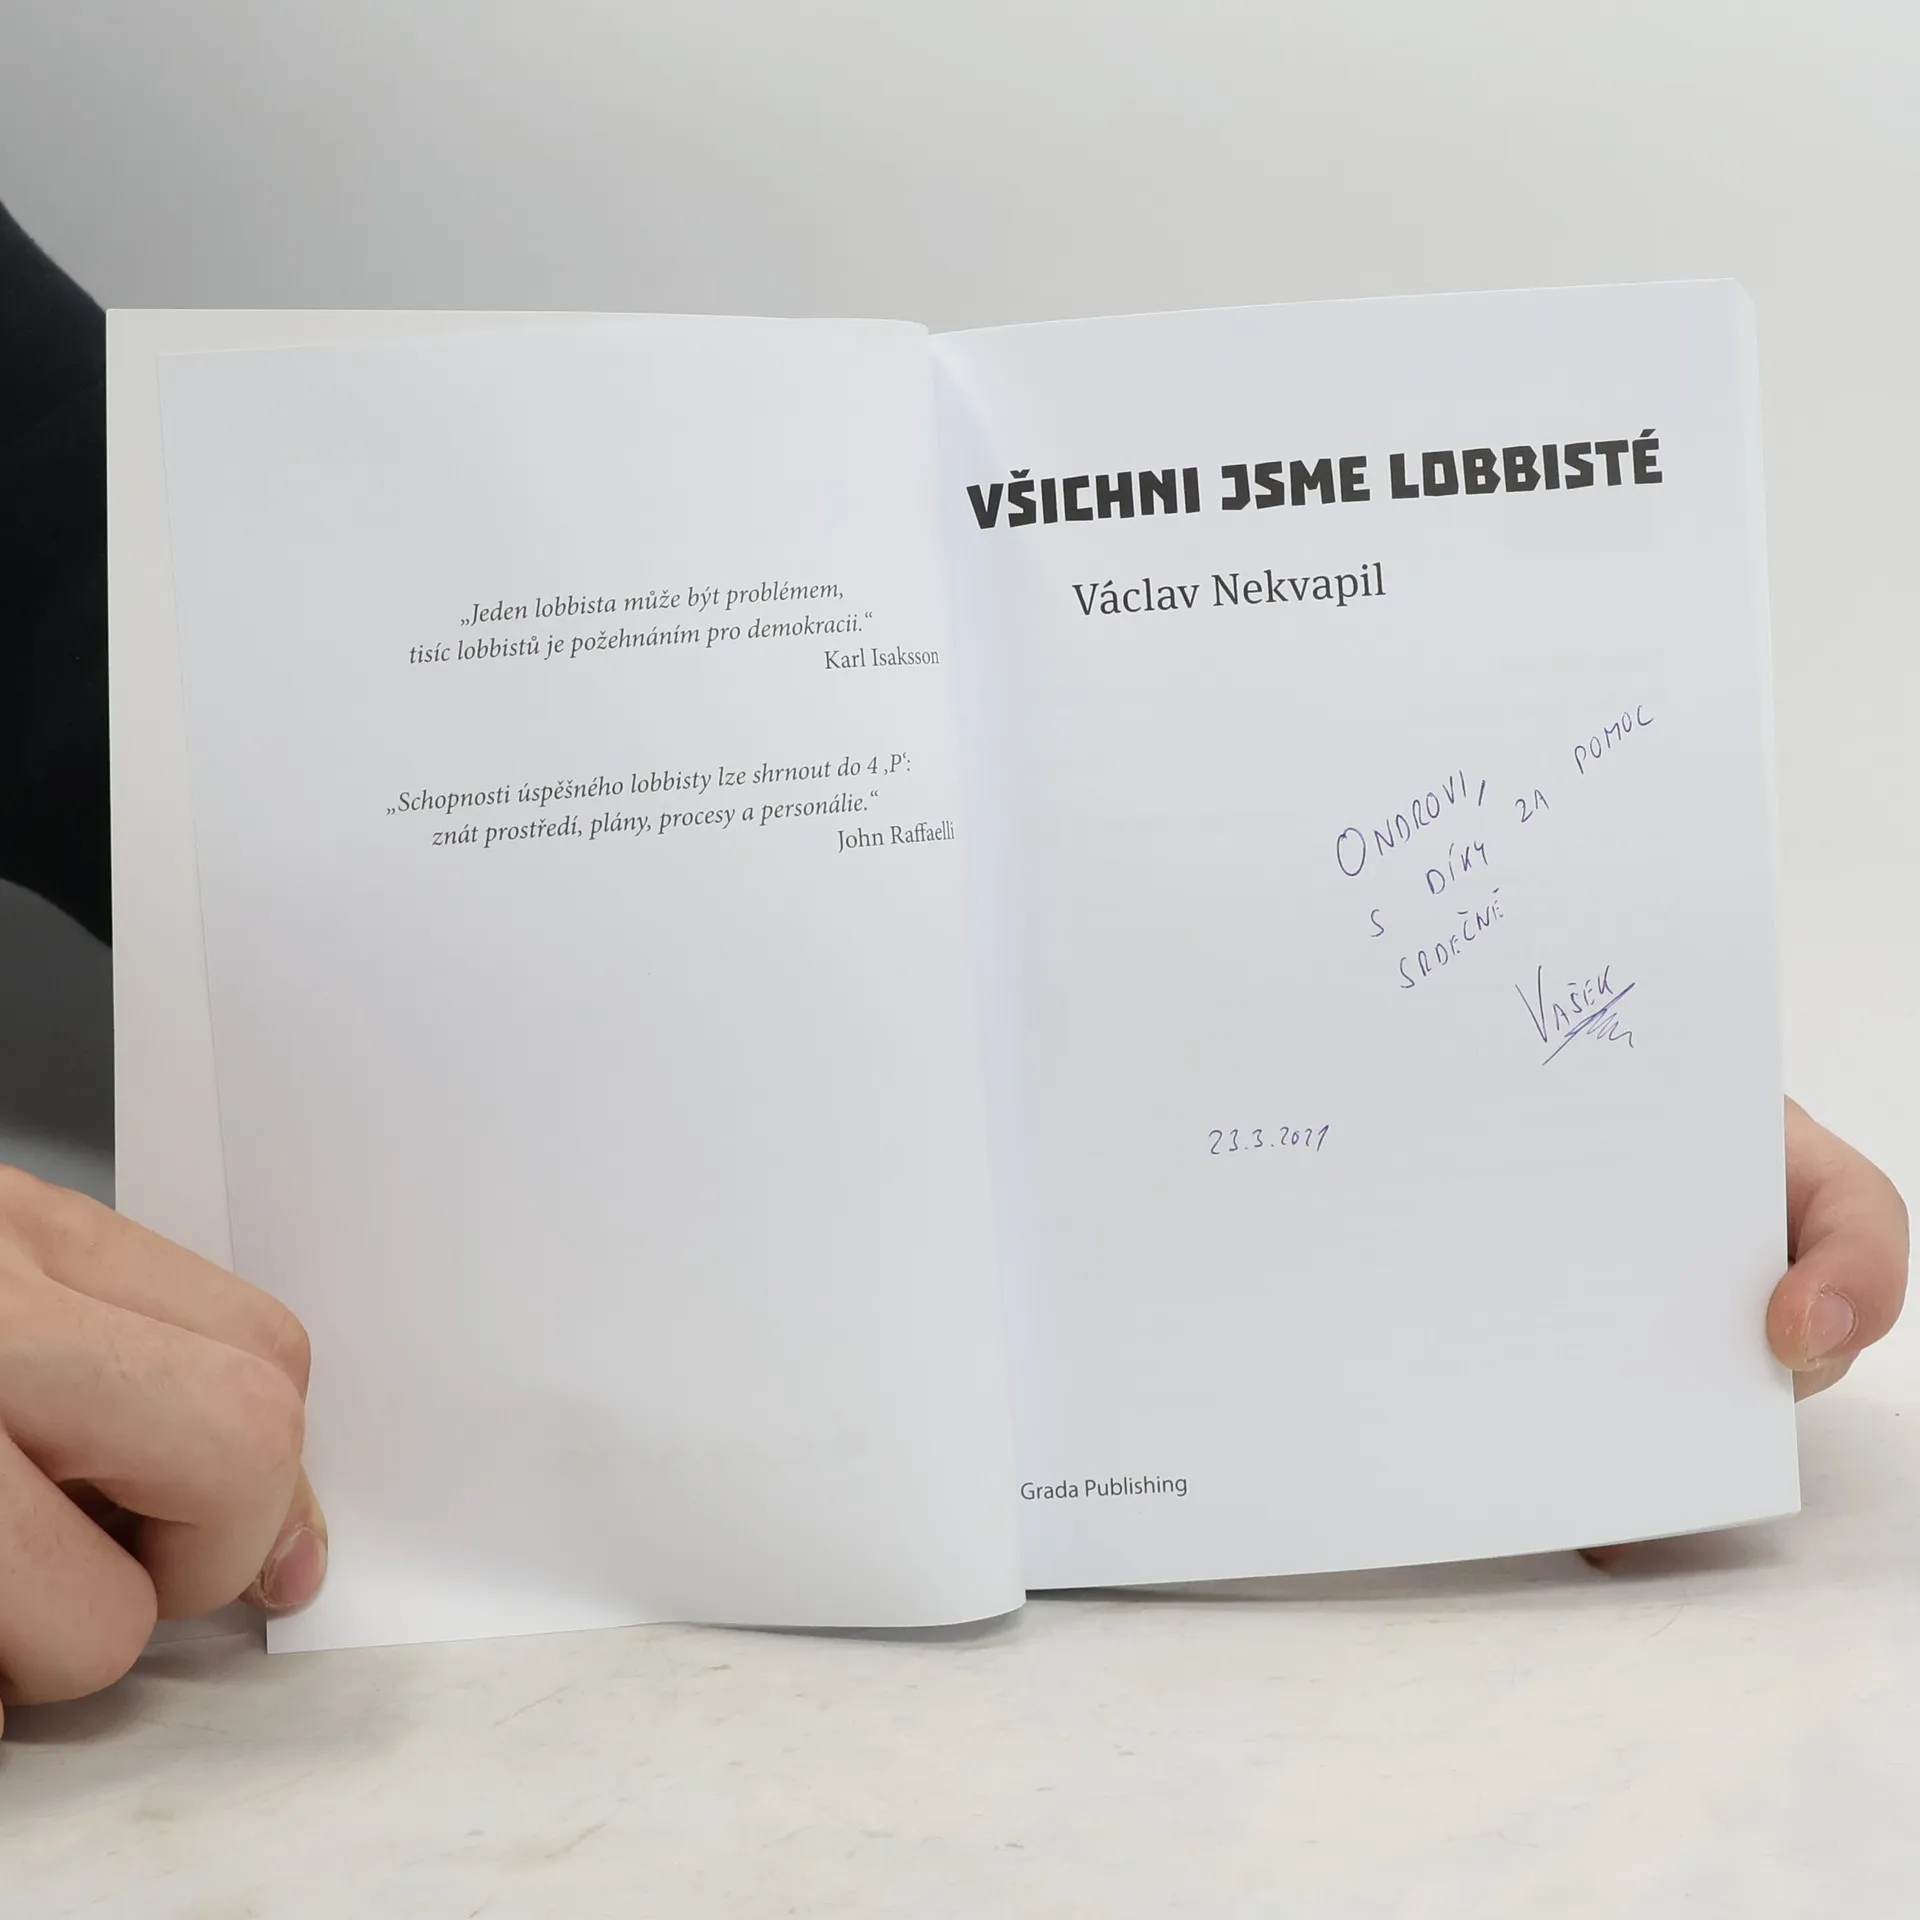 „Jeden lobbista může být problémem,
tisíc lobbistů je požehnáním pro demokracii.“
Karl Isaksson
„Schopnosti úspěšného lobbisty lze shrnout do 4 ‚P‘:
znát prostředí, plány, procesy a personálie.“
John Raffaelli
VŠICHNI JSME LOBBISTÉ
Václav Nekvapil
ONDROVI,
S DÍKY ZA POMOC
SRDEČNĚ
VAŠEK
23.3.2021
Grada Publishing